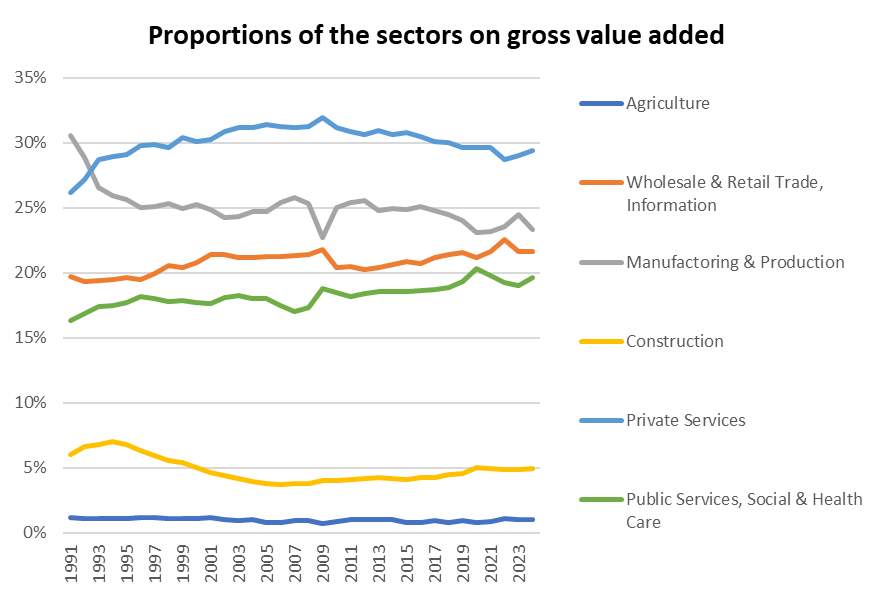 Proportions of the sectors on gross value added
35%
30%
25%
20%
15%
10%
5%
0%
1991
1993
1995
1997
1999
2001
2003
2005
2007
2009
2011
2013
2015
2017
2019
2021
2023
Agriculture
Wholesale & Retail Trade,
Information
Manufactoring & Production
Construction
Private Services
Public Services, Social & Health
Care